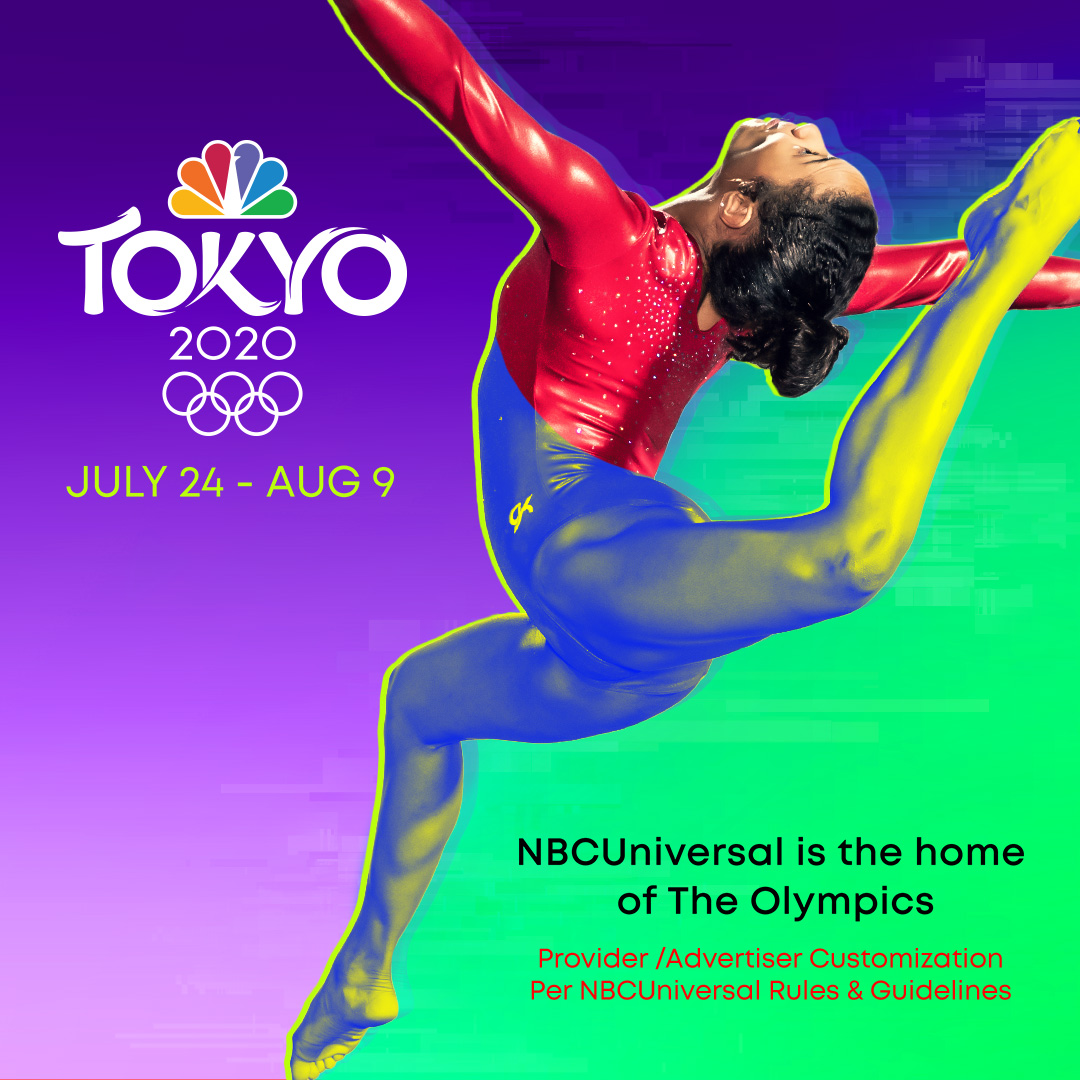 TOKYO
2020
JULY 24 - AUG 9
GK
NBCUniversal is the home
of The Olympics
Provider /Advertiser Customization
Per NBCUniversal Rules & Guidelines